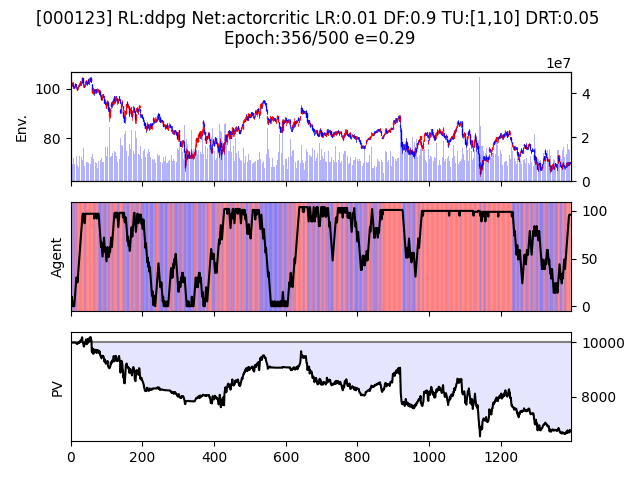 [000123] RL:ddpg Net:actorcritic LR:0.01 DF:0.9 TU:[1,10] DRT:0.05
Epoch:356/500 e=0.29
1e7
Env.
100
80
4
2
0
Agent
100
50
0
PV
10000
8000
0 200 400 600 800 1000 1200